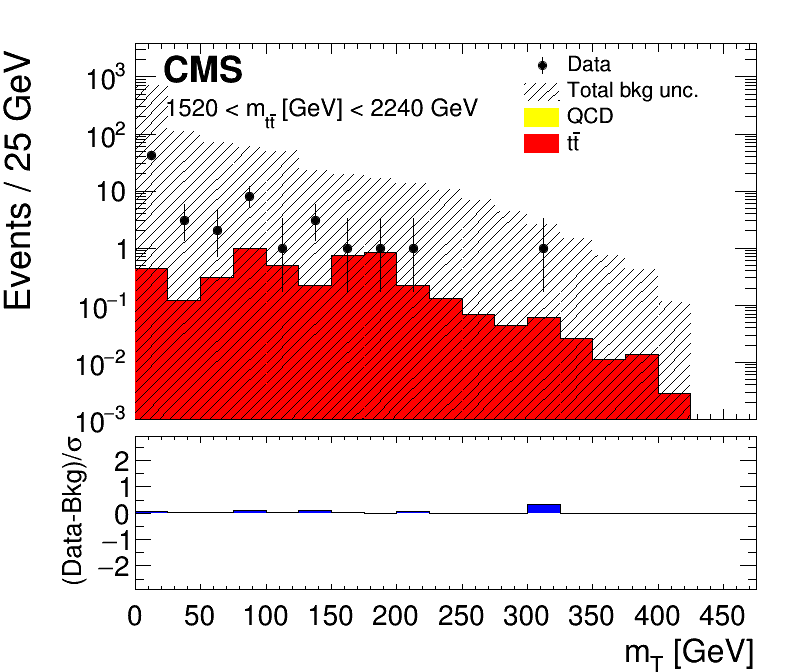 CMS
1520 < m_{tt̄} [GeV] < 2240 GeV
Data
Total bkg unc.
QCD
tt̄
Events / 25 GeV
10³
10²
10
1
10⁻¹
10⁻²
10⁻³
(Data-Bkg)/σ
2
1
0
−1
−2
0 50 100 150 200 250 300 350 400 450
m_T [GeV]